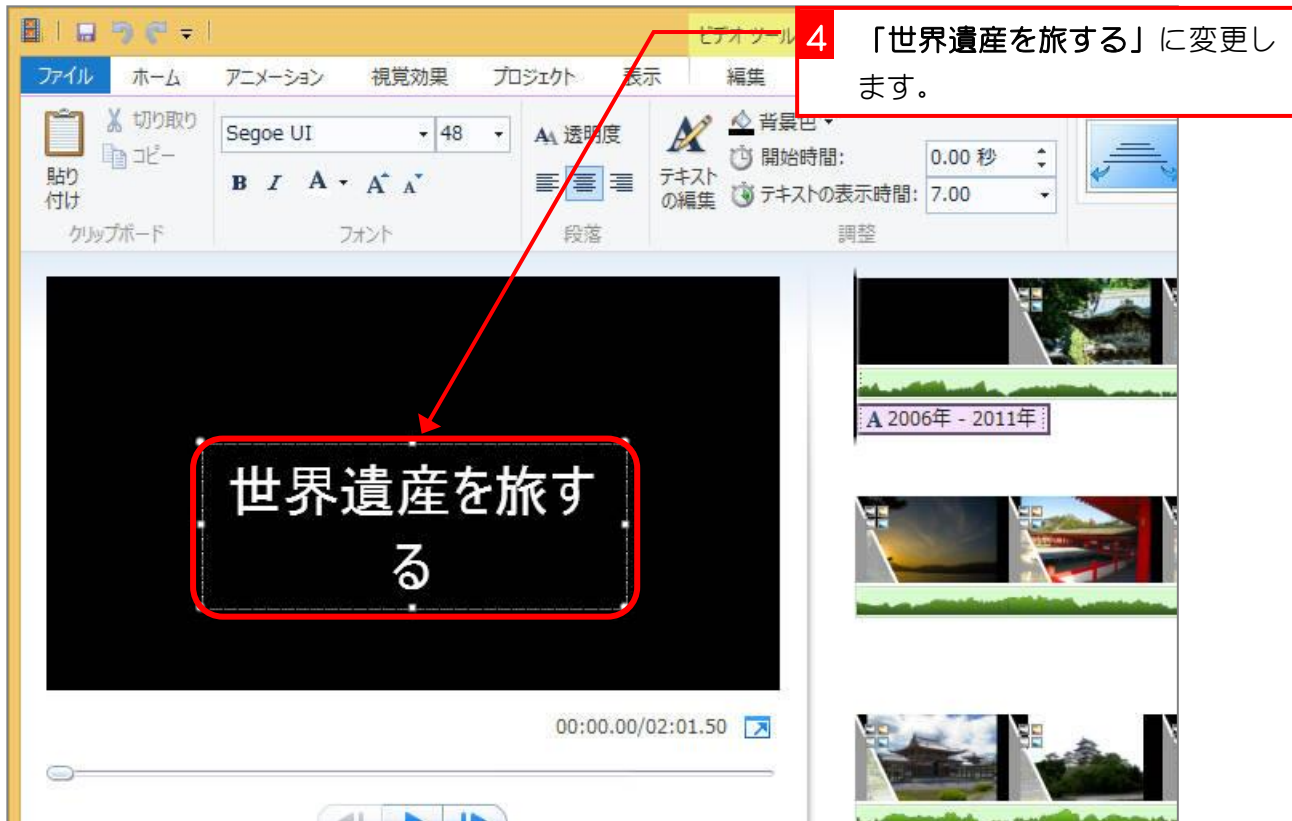 ビデオ ツール
4 「世界遺産を旅する」に変更し
ます。
ファイル ホーム アニメーション 視覚効果 プロジェクト 表示 編集
切り取り
コピー
貼り
付け
クリップボード
Segoe UI 48
B I A A A
フォント
透明度
段落
テキスト
の編集
背景色
開始時間: 0.00 秒
テキストの表示時間: 7.00
調整
世界遺産を旅す
る
00:00.00/02:01.50
A 2006年 - 2011年